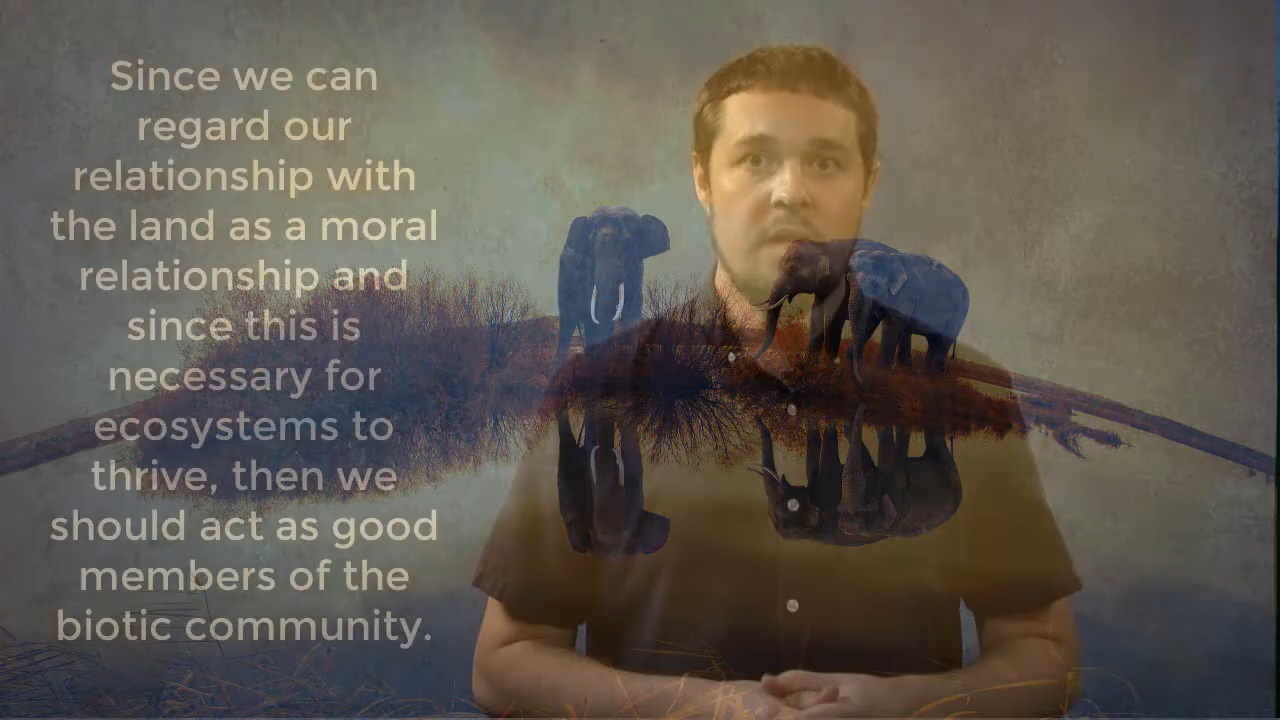 Since we can
regard our
relationship with
the land as a moral
relationship and
since this is
necessary for
ecosystems to
thrive, then we
should act as good
members of the
biotic community.